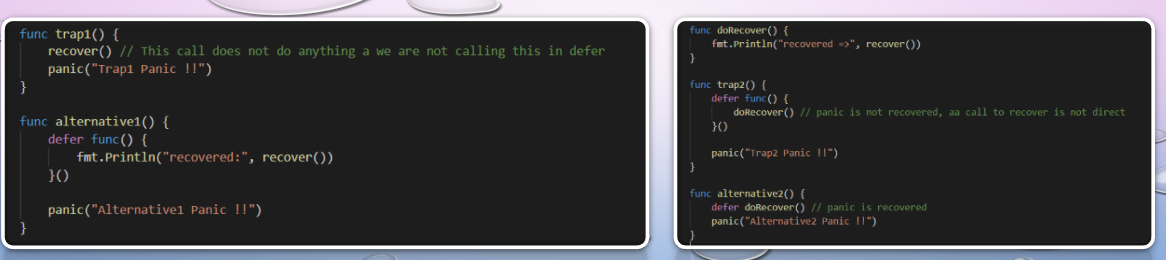 func trap1() {
recover() // This call does not do anything a we are not calling this in defer
panic("Trap1 Panic !!")
}
func alternative1() {
defer func() {
fmt.Println("recovered:", recover())
}()
panic("Alternative1 Panic !!")
}
func doRecover() {
fmt.Println("recovered =>", recover())
}
func trap2() {
defer func() {
doRecover() // panic is not recovered, aa call to recover is not direct
}()
panic("Trap2 Panic !!")
}
func alternative2() {
defer doRecover() // panic is recovered
panic("Alternative2 Panic !!")
}